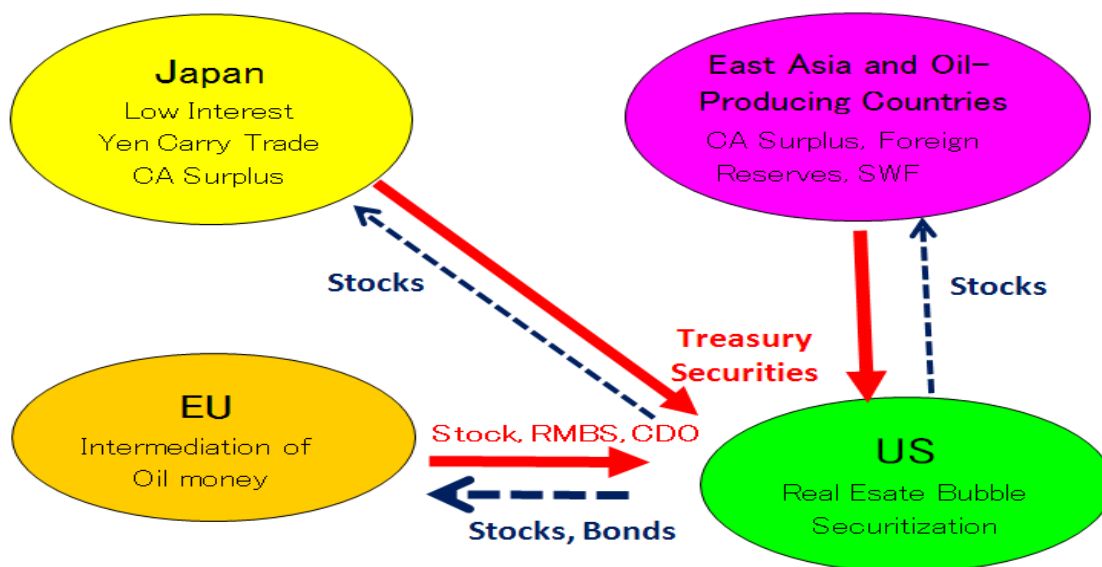 Japan
Low Interest
Yen Carry Trade
CA Surplus
East Asia and Oil-
Producing Countries
CA Surplus, Foreign
Reserves, SWF
Stocks
Stocks
Treasury
Securities
EU
Intermediation of
Oil money
Stock, RMBS, CDO
Stocks, Bonds
US
Real Esate Bubble
Securitization